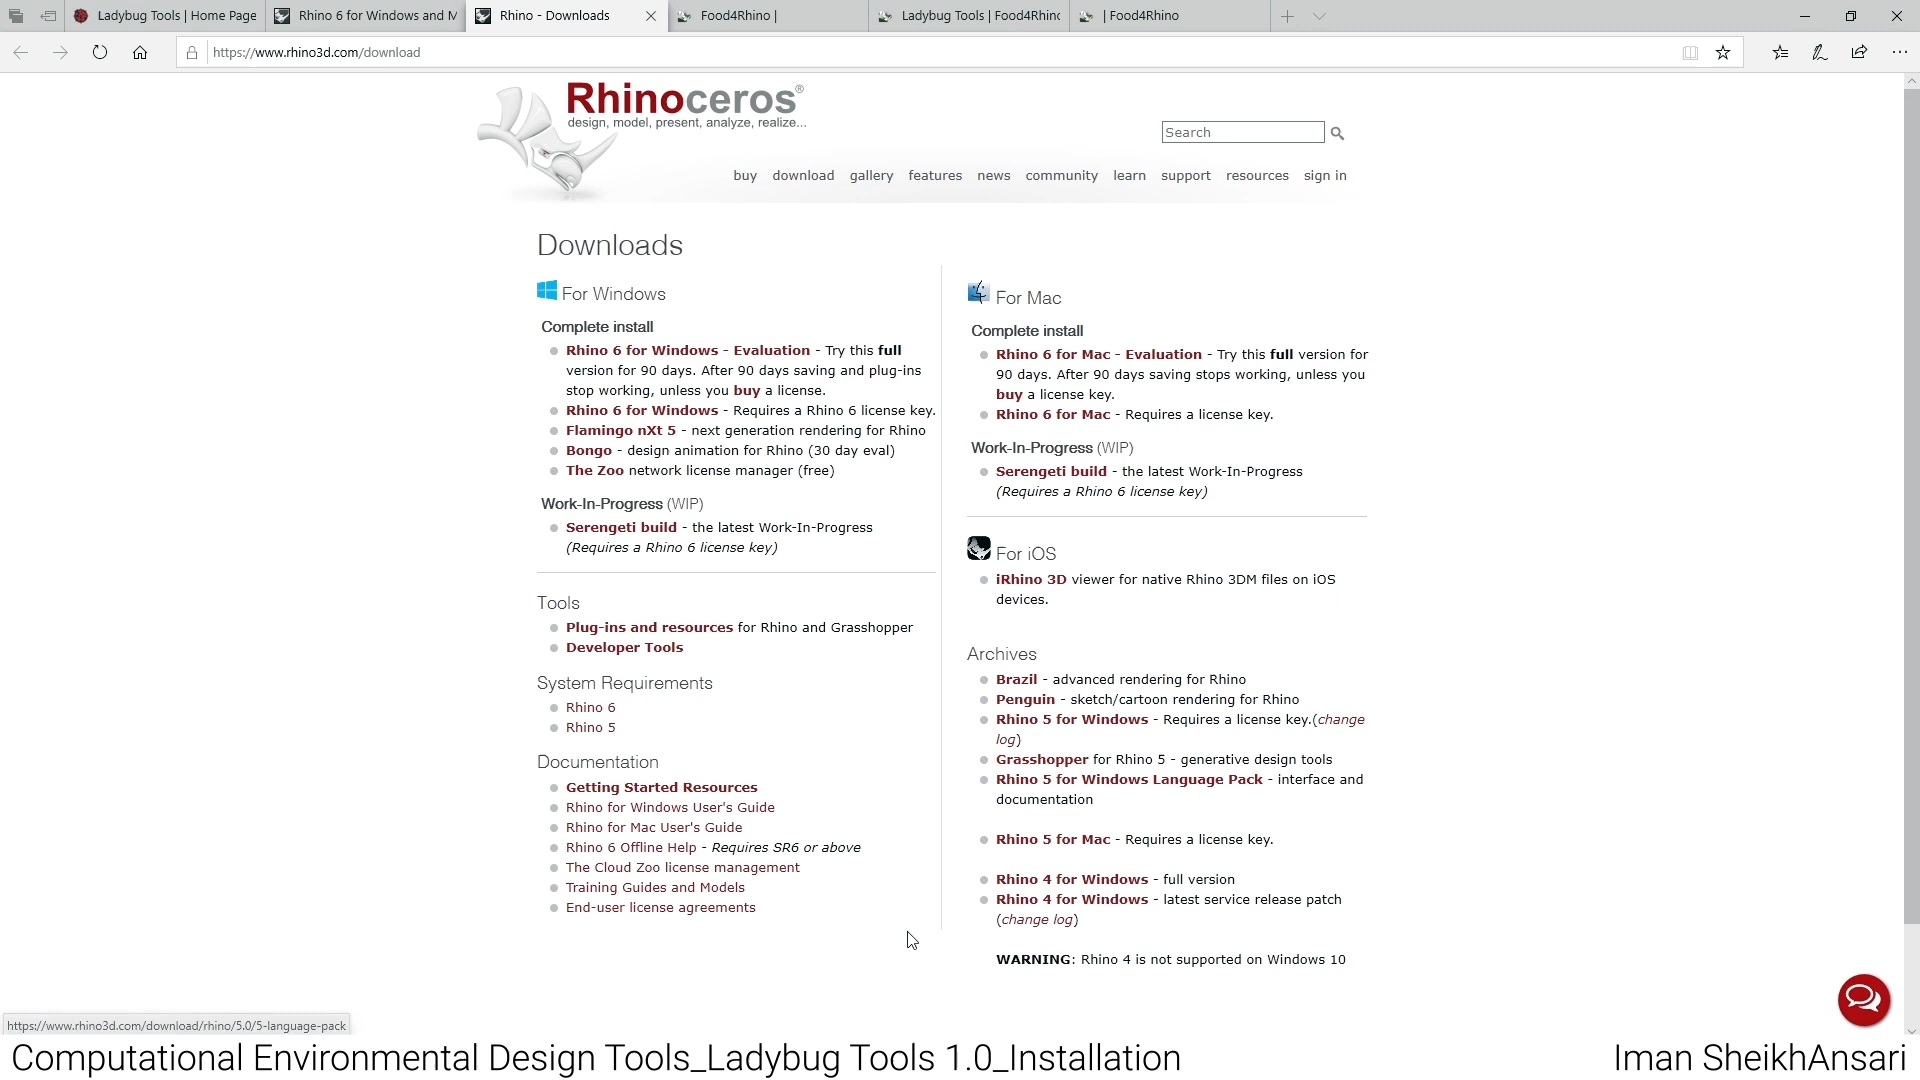 Ladybug Tools | Home Page
Rhino 6 for Windows and M
Rhino - Downloads
Food4Rhino |
Ladybug Tools | Food4Rhino
| Food4Rhino
https://www.rhino3d.com/download
Rhinoceros®
design, model, present, analyze, realize...
Search
buy download gallery features news community learn support resources sign in
Downloads
For Windows
Complete install
Rhino 6 for Windows - Evaluation - Try this full
version for 90 days. After 90 days saving and plug-ins
stop working, unless you buy a license.
Rhino 6 for Windows - Requires a Rhino 6 license key.
Flamingo nXt 5 - next generation rendering for Rhino
Bongo - design animation for Rhino (30 day eval)
The Zoo network license manager (free)
Work-In-Progress (WIP)
Serengeti build - the latest Work-In-Progress
(Requires a Rhino 6 license key)
Tools
Plug-ins and resources for Rhino and Grasshopper
Developer Tools
System Requirements
Rhino 6
Rhino 5
Documentation
Getting Started Resources
Rhino for Windows User's Guide
Rhino for Mac User's Guide
Rhino 6 Offline Help - Requires SR6 or above
The Cloud Zoo license management
Training Guides and Models
End-user license agreements
For Mac
Complete install
Rhino 6 for Mac - Evaluation - Try this full version for
90 days. After 90 days saving stops working, unless you
buy a license key.
Rhino 6 for Mac - Requires a license key.
Work-In-Progress (WIP)
Serengeti build - the latest Work-In-Progress
(Requires a Rhino 6 license key)
For iOS
iRhino 3D viewer for native Rhino 3DM files on iOS
devices.
Archives
Brazil - advanced rendering for Rhino
Penguin - sketch/cartoon rendering for Rhino
Rhino 5 for Windows - Requires a license key.(change
log)
Grasshopper for Rhino 5 - generative design tools
Rhino 5 for Windows Language Pack - interface and
documentation
Rhino 5 for Mac - Requires a license key.
Rhino 4 for Windows - full version
Rhino 4 for Windows - latest service release patch
(change log)
WARNING: Rhino 4 is not supported on Windows 10
https://www.rhino3d.com/download/rhino/5.0/5-language-pack
Computational Environmental Design Tools_Ladybug Tools 1.0_Installation
Iman SheikhAnsari